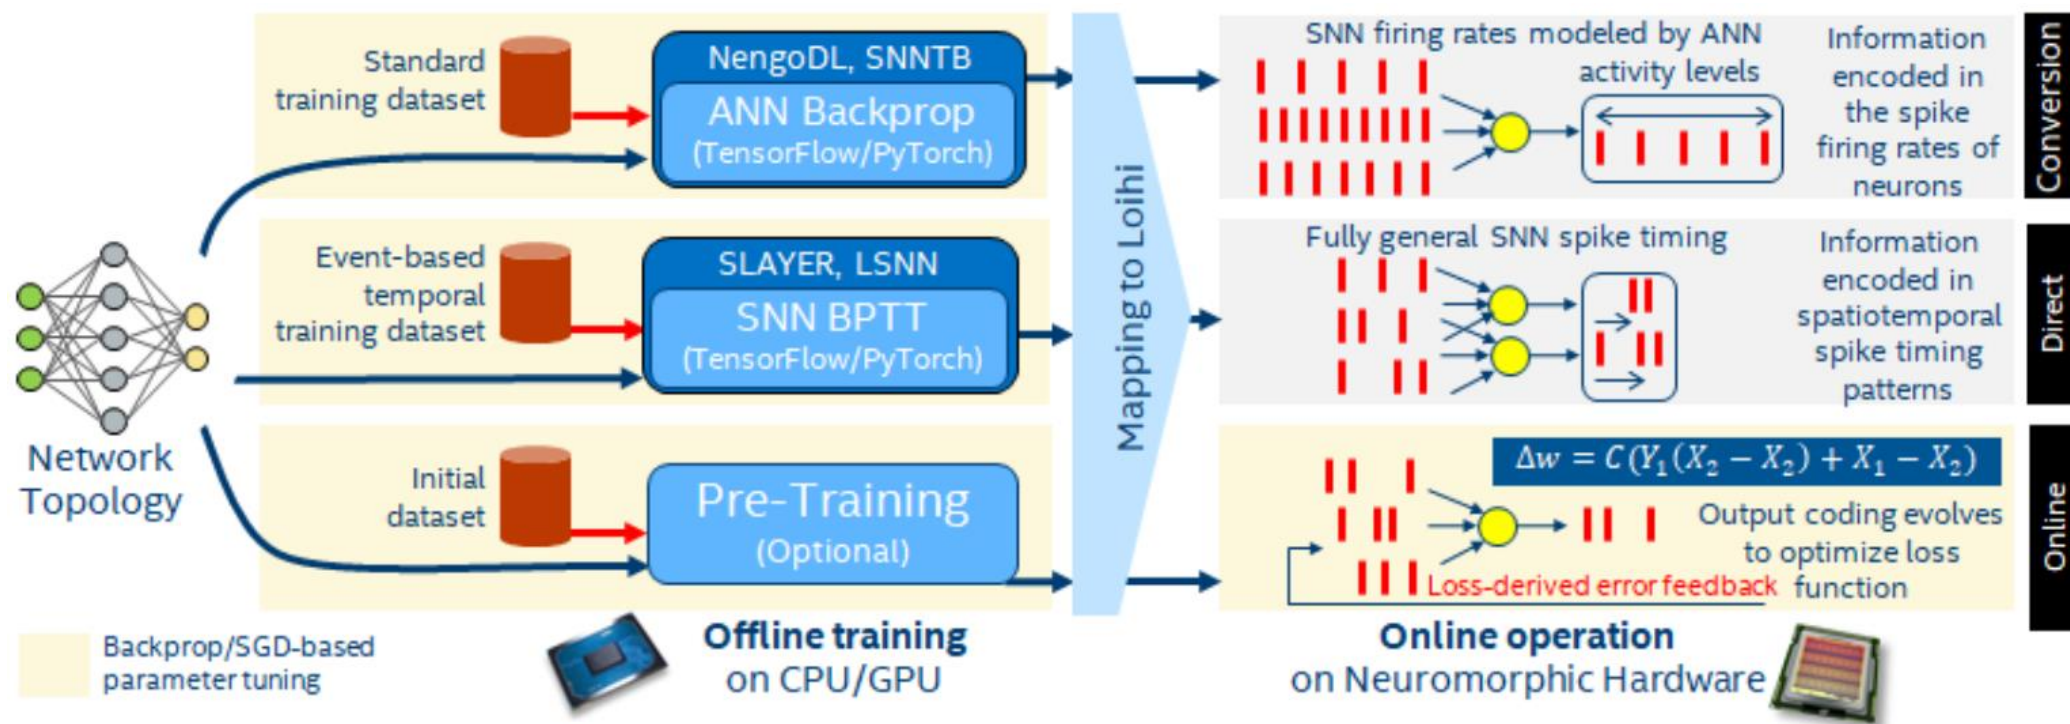 Standard
training dataset
NengoDL, SNNTB
ANN Backprop
(TensorFlow/PyTorch)
SNN firing rates modeled by ANN
activity levels
Information
encoded in
the spike
firing rates of
neurons
Conversion
Event-based
temporal
training dataset
SLAYER, LSNN
SNN BPTT
(TensorFlow/PyTorch)
Mapping to Loihi
Fully general SNN spike timing
Information
encoded in
spatiotemporal
spike timing
patterns
Direct
Network
Topology
Initial
dataset
Pre-Training
(Optional)
Δw = C(Y₁(X₂ − X₂) + X₁ − X₂)
Output coding evolves
to optimize loss
function
Loss-derived error feedback
Online
Backprop/SGD-based
parameter tuning
Offline training
on CPU/GPU
Online operation
on Neuromorphic Hardware